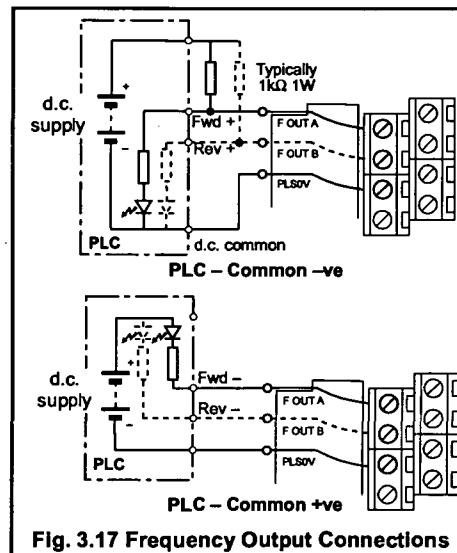 Typically
1kΩ 1W
+
d.c.
supply
Fwd +
F OUT A
Rev +
F OUT B
–
PLS0V
PLC
d.c. common
PLC – Common –ve
+
d.c.
supply
Fwd –
F OUT A
Rev –
F OUT B
–
PLC
PLS0V
PLC – Common +ve
Fig. 3.17 Frequency Output Connections